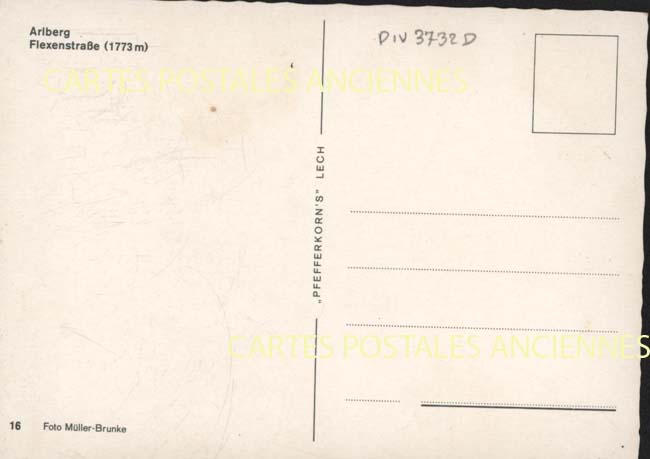 Arlberg
Flexenstraße (1773 m)
DIV 3732 D
CARTES POSTALES ANCIENNES
„PFEFFERKORN'S" LECH
CARTES POSTALES ANCIENNES
16 Foto Müller-Brunke